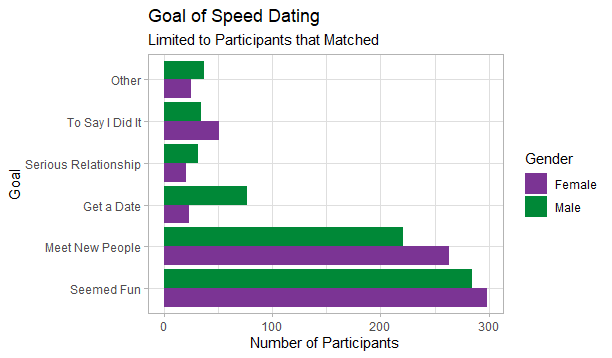 Goal of Speed Dating
Limited to Participants that Matched
Goal
Other
To Say I Did It
Serious Relationship
Get a Date
Meet New People
Seemed Fun
0 100 200 300
Number of Participants
Gender
Female
Male